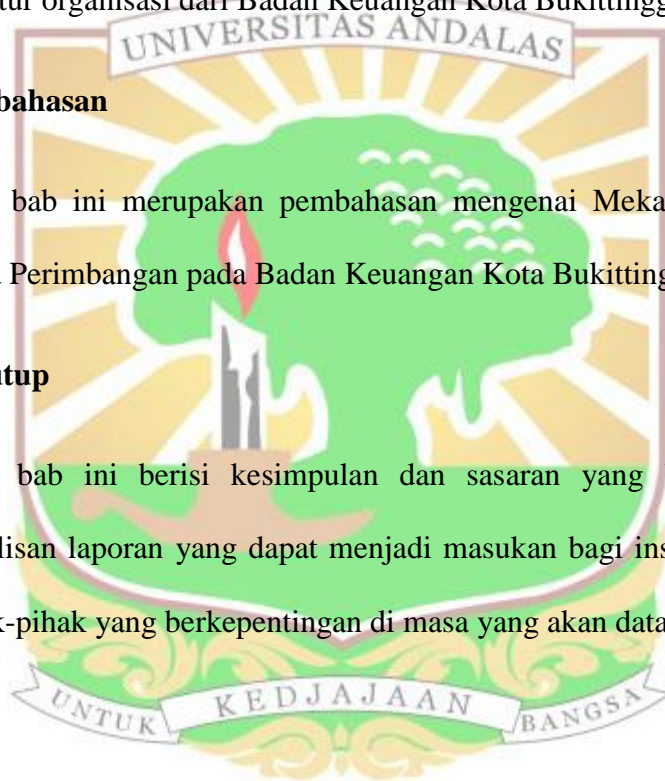 tur organisasi dari Badan Keuangan Kota Bukittingg
UNIVERSITAS ANDALAS
bahasan
bab ini merupakan pembahasan mengenai Meka
Perimbangan pada Badan Keuangan Kota Bukitting
utup
bab ini berisi kesimpulan dan sasaran yang
lisan laporan yang dapat menjadi masukan bagi ins
k-pihak yang berkepentingan di masa yang akan data
UNTUK KEDJAJAAN BANGSA